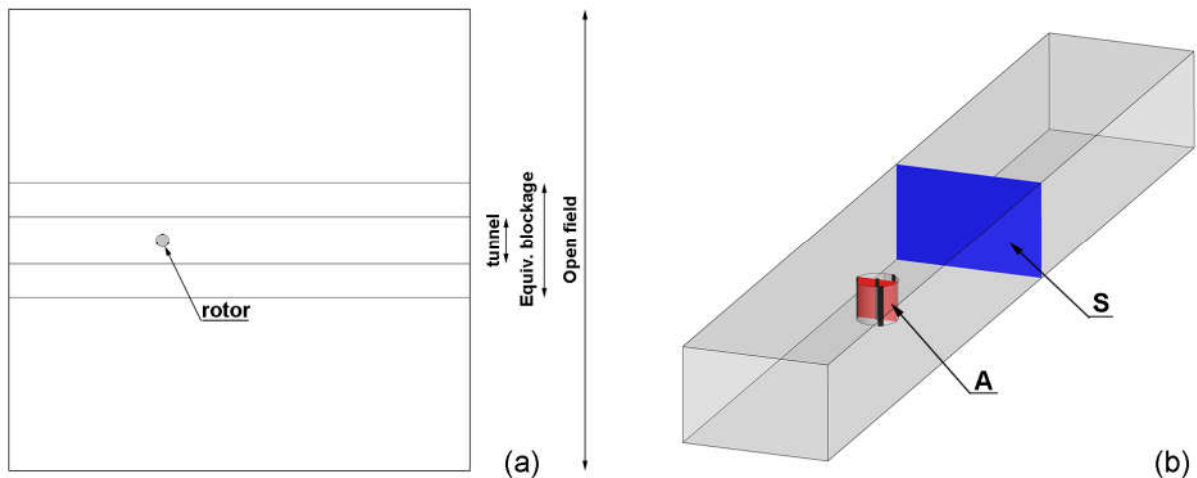 rotor
tunnel
Equiv. blockage
Open field
(a)
S
A
(b)